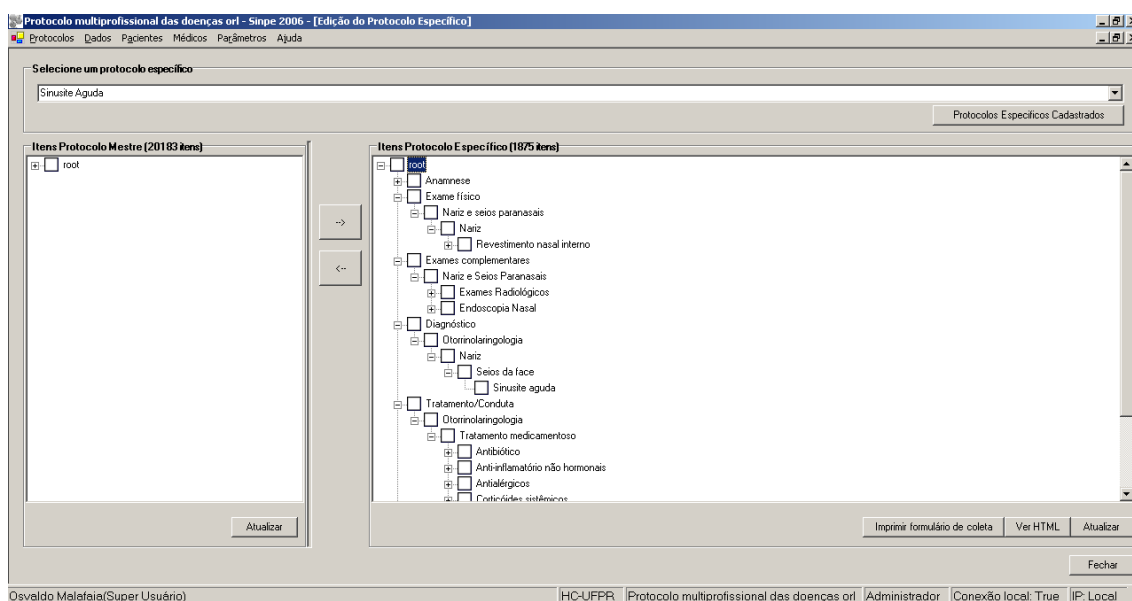 Protocolo multiprofissional das doenças orl - Sinpe 2006 - [Edição do Protocolo Específico]
Protocolos Dados Pacientes Médicos Parâmetros Ajuda
Selecione um protocolo específico
Sinusite Aguda
Protocolos Específicos Cadastrados
Itens Protocolo Mestre (20183 itens)
root
-->
<--
Atualizar
Itens Protocolo Específico (1875 itens)
root
Anamnese
Exame físico
Nariz e seios paranasais
Nariz
Revestimento nasal interno
Exames complementares
Nariz e Seios Paranasais
Exames Radiológicos
Endoscopia Nasal
Diagnóstico
Otorrinolaringologia
Nariz
Seios da face
Sinusite aguda
Tratamento/Conduta
Otorrinolaringologia
Tratamento medicamentoso
Antibiótico
Anti-inflamatório não hormonais
Antialérgicos
Corticóides sistêmicos
Imprimir formulário de coleta Ver HTML Atualizar
Fechar
Osvaldo Malafaia(Super Usuário) HC-UFPR Protocolo multiprofissional das doenças orl Administrador Conexão local: True IP: Local